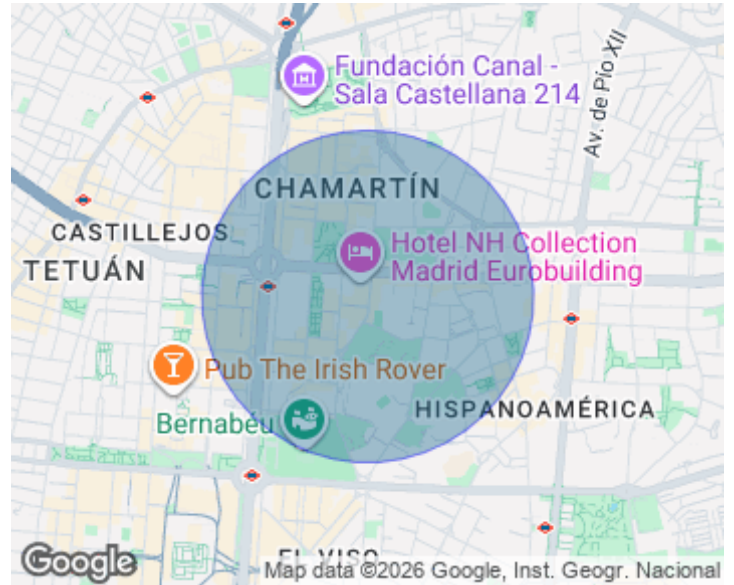 Fundación Canal -
Sala Castellana 214
Av. de Pío XII
CHAMARTÍN
CASTILLEJOS
TETUÁN
Hotel NH Collection
Madrid Eurobuilding
Pub The Irish Rover
HISPANOAMÉRICA
Bernabéu
EL VISO
Google
Map data ©2026 Google, Inst. Geogr. Nacional